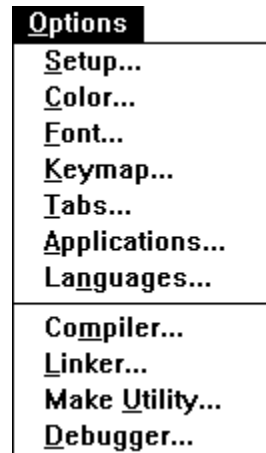 Options
Setup...
Color...
Font...
Keymap...
Tabs...
Applications...
Languages...
Compiler...
Linker...
Make Utility...
Debugger...